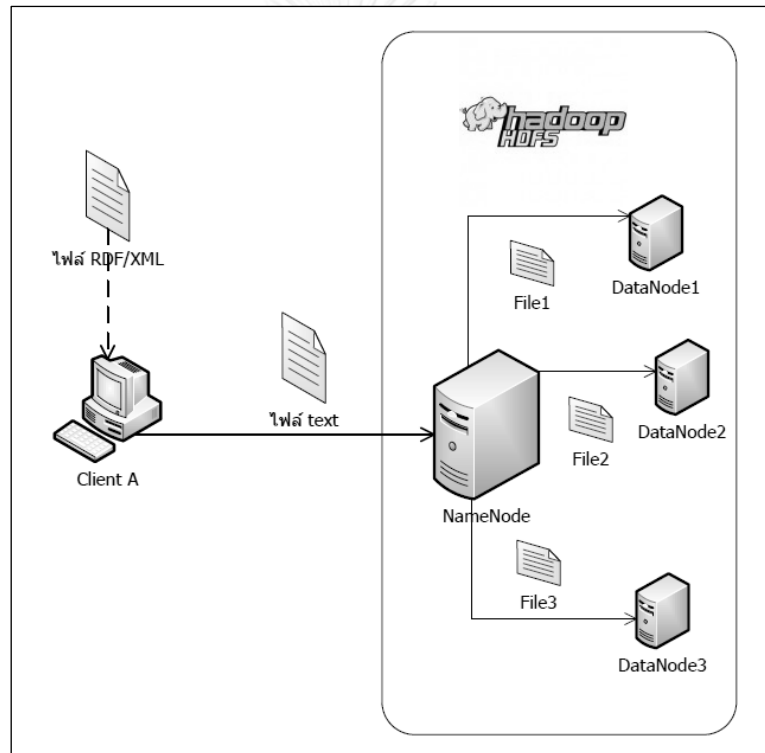 hadoop
HDFS
ไฟล์ RDF/XML
File1
DataNode1
ไฟล์ text
Client A
NameNode
File2
DataNode2
File3
DataNode3